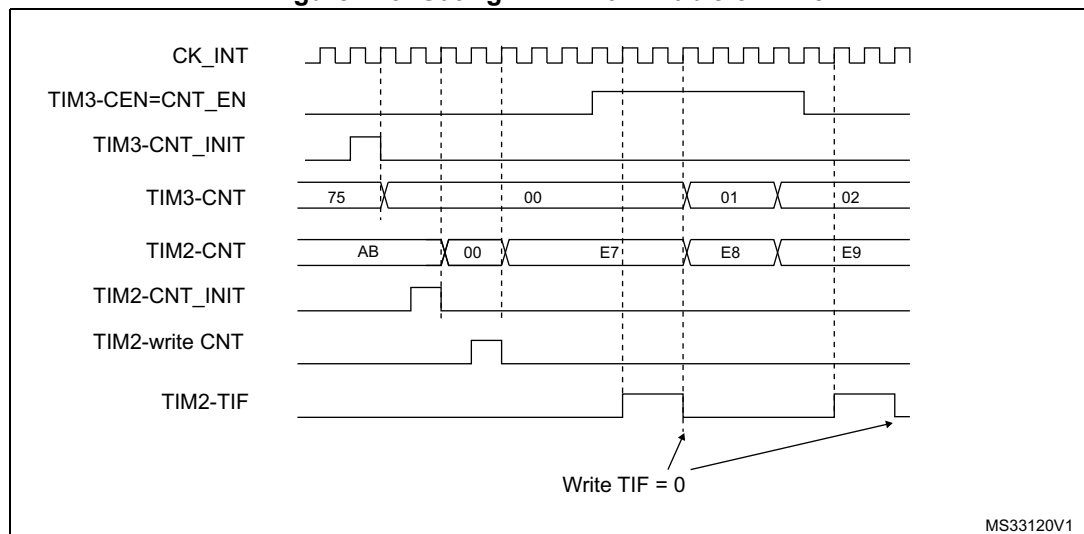 CK_INT
TIM3-CEN=CNT_EN
TIM3-CNT_INIT
TIM3-CNT 75 00 01 02
TIM2-CNT AB 00 E7 E8 E9
TIM2-CNT_INIT
TIM2-write CNT
TIM2-TIF
Write TIF = 0
MS33120V1